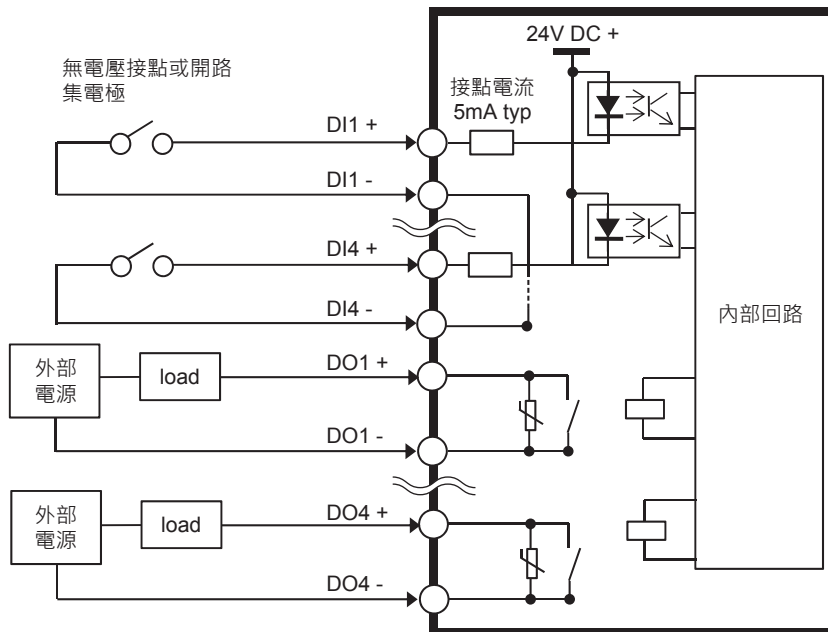 24V DC +
無電壓接點或開路
集電極
接點電流
5mA typ
DI1 +
DI1 -
DI4 +
DI4 -
內部回路
外部
電源
load
DO1 +
DO1 -
外部
電源
load
DO4 +
DO4 -